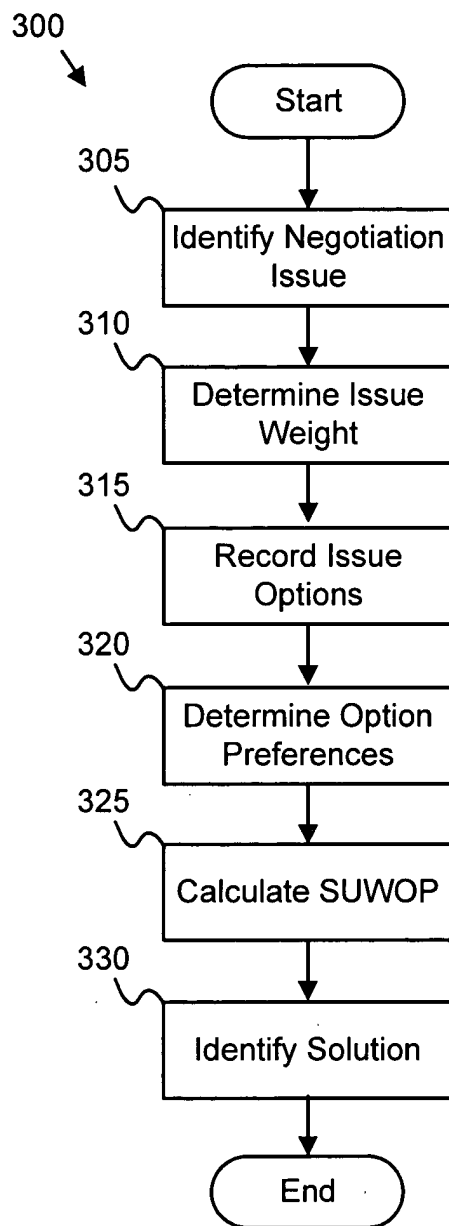 300
Start
305
Identify Negotiation
Issue
310
Determine Issue
Weight
315
Record Issue
Options
320
Determine Option
Preferences
325
Calculate SUWOP
330
Identify Solution
End